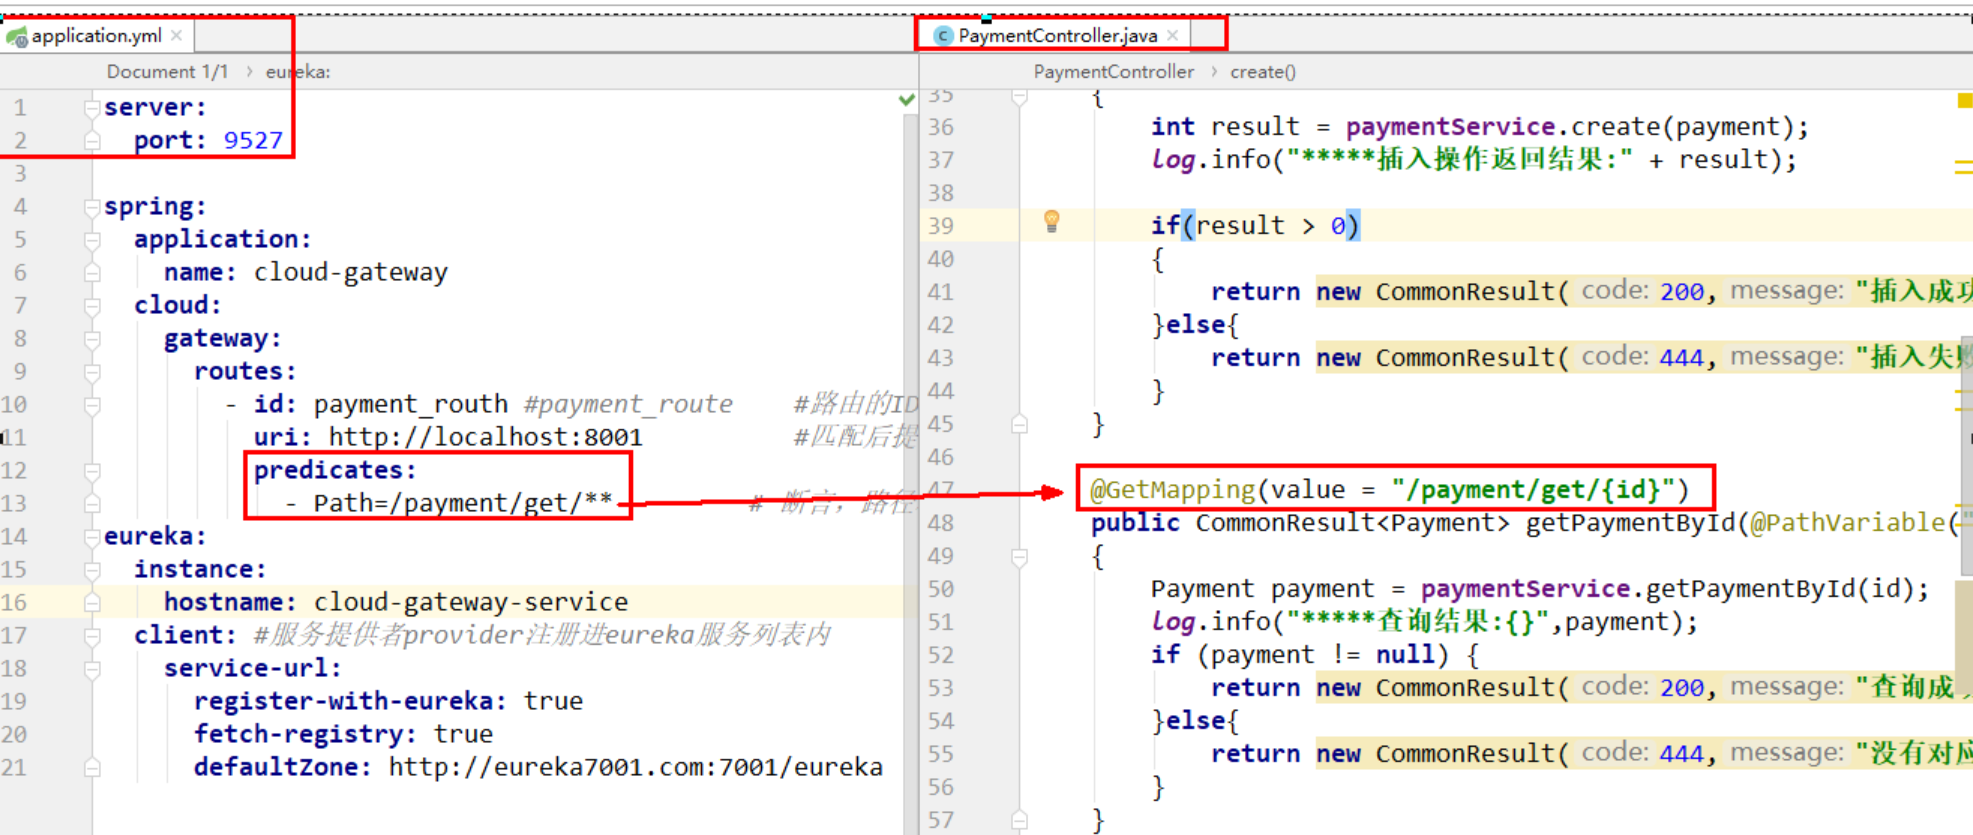 application.yml
Document 1/1 › eureka:
1 server:
2 port: 9527
3
4 spring:
5 application:
6 name: cloud-gateway
7 cloud:
8 gateway:
9 routes:
10 - id: payment_routh #payment_route #路由的ID
11 uri: http://localhost:8001 #匹配后提
12 predicates:
13 - Path=/payment/get/** # 断言，路径
14 eureka:
15 instance:
16 hostname: cloud-gateway-service
17 client: #服务提供者provider注册进eureka服务列表内
18 service-url:
19 register-with-eureka: true
20 fetch-registry: true
21 defaultZone: http://eureka7001.com:7001/eureka
PaymentController.java
PaymentController › create()
35 {
36 int result = paymentService.create(payment);
37 log.info("*****插入操作返回结果:" + result);
38
39 if(result > 0)
40 {
41 return new CommonResult( code: 200, message: "插入成功
42 }else{
43 return new CommonResult( code: 444, message: "插入失败
44 }
45 }
46
47 @GetMapping(value = "/payment/get/{id}")
48 public CommonResult<Payment> getPaymentById(@PathVariable("
49 {
50 Payment payment = paymentService.getPaymentById(id);
51 log.info("*****查询结果:{}",payment);
52 if (payment != null) {
53 return new CommonResult( code: 200, message: "查询成
54 }else{
55 return new CommonResult( code: 444, message: "没有对应
56 }
57 }